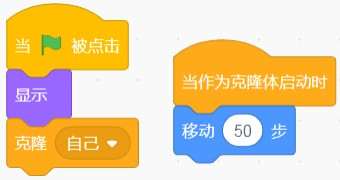 当 被点击
显示
克隆 自己
当作为克隆体启动时
移动 50 步